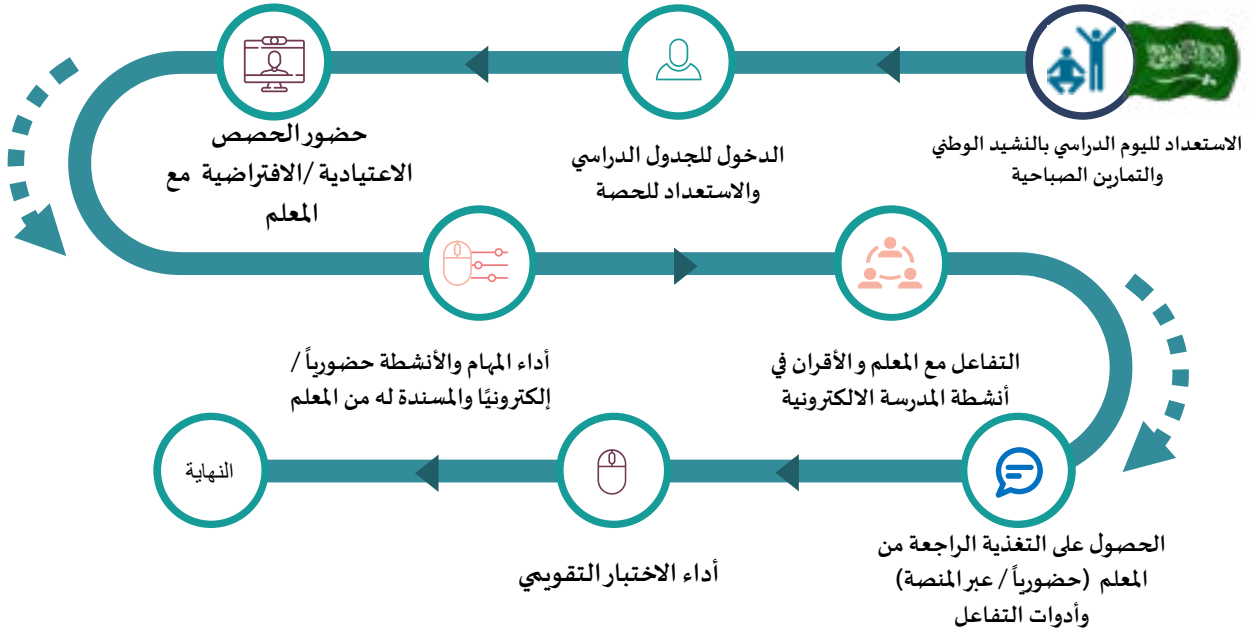 الاستعداد لليوم الدراسي بالنشيد الوطني
والتمارين الصباحية
الدخول للجدول الدراسي
والاستعداد للحصة
حضور الحصص
الاعتيادية /الافتراضية مع
المعلم
أداء المهام والأنشطة حضورياً /
إلكترونيًا والمسندة له من المعلم
التفاعل مع المعلم والأقران في
أنشطة المدرسة الالكترونية
الحصول على التغذية الراجعة من
المعلم (حضورياً / عبر المنصة)
وأدوات التفاعل
أداء الاختبار التقويمي
النهاية